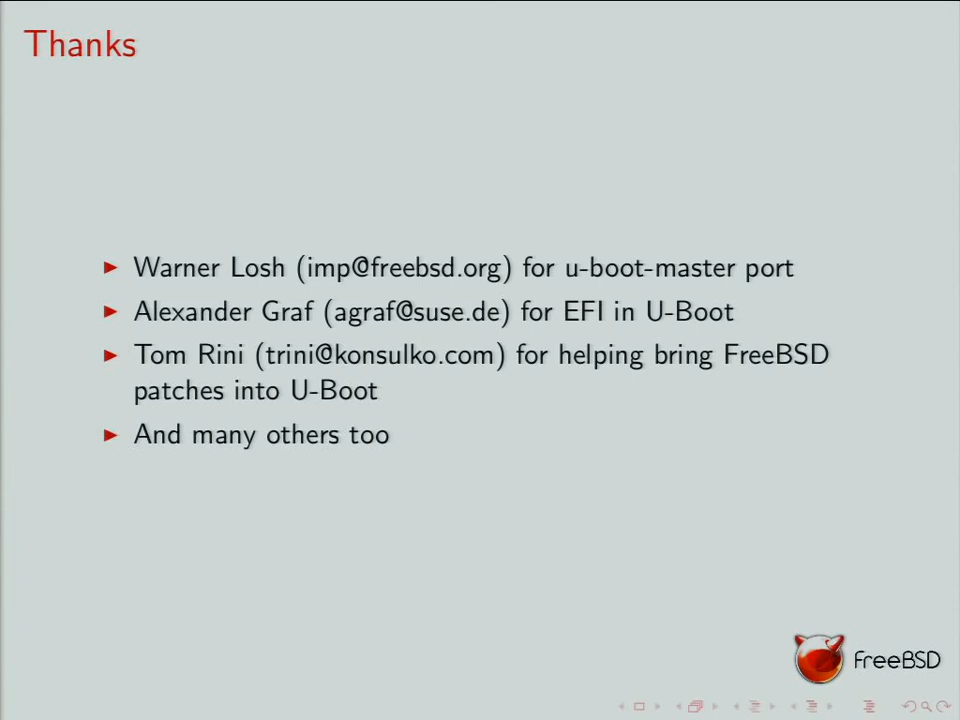 Thanks
Warner Losh (imp@freebsd.org) for u-boot-master port
Alexander Graf (agraf@suse.de) for EFI in U-Boot
Tom Rini (trini@konsulko.com) for helping bring FreeBSD
patches into U-Boot
And many others too
FreeBSD